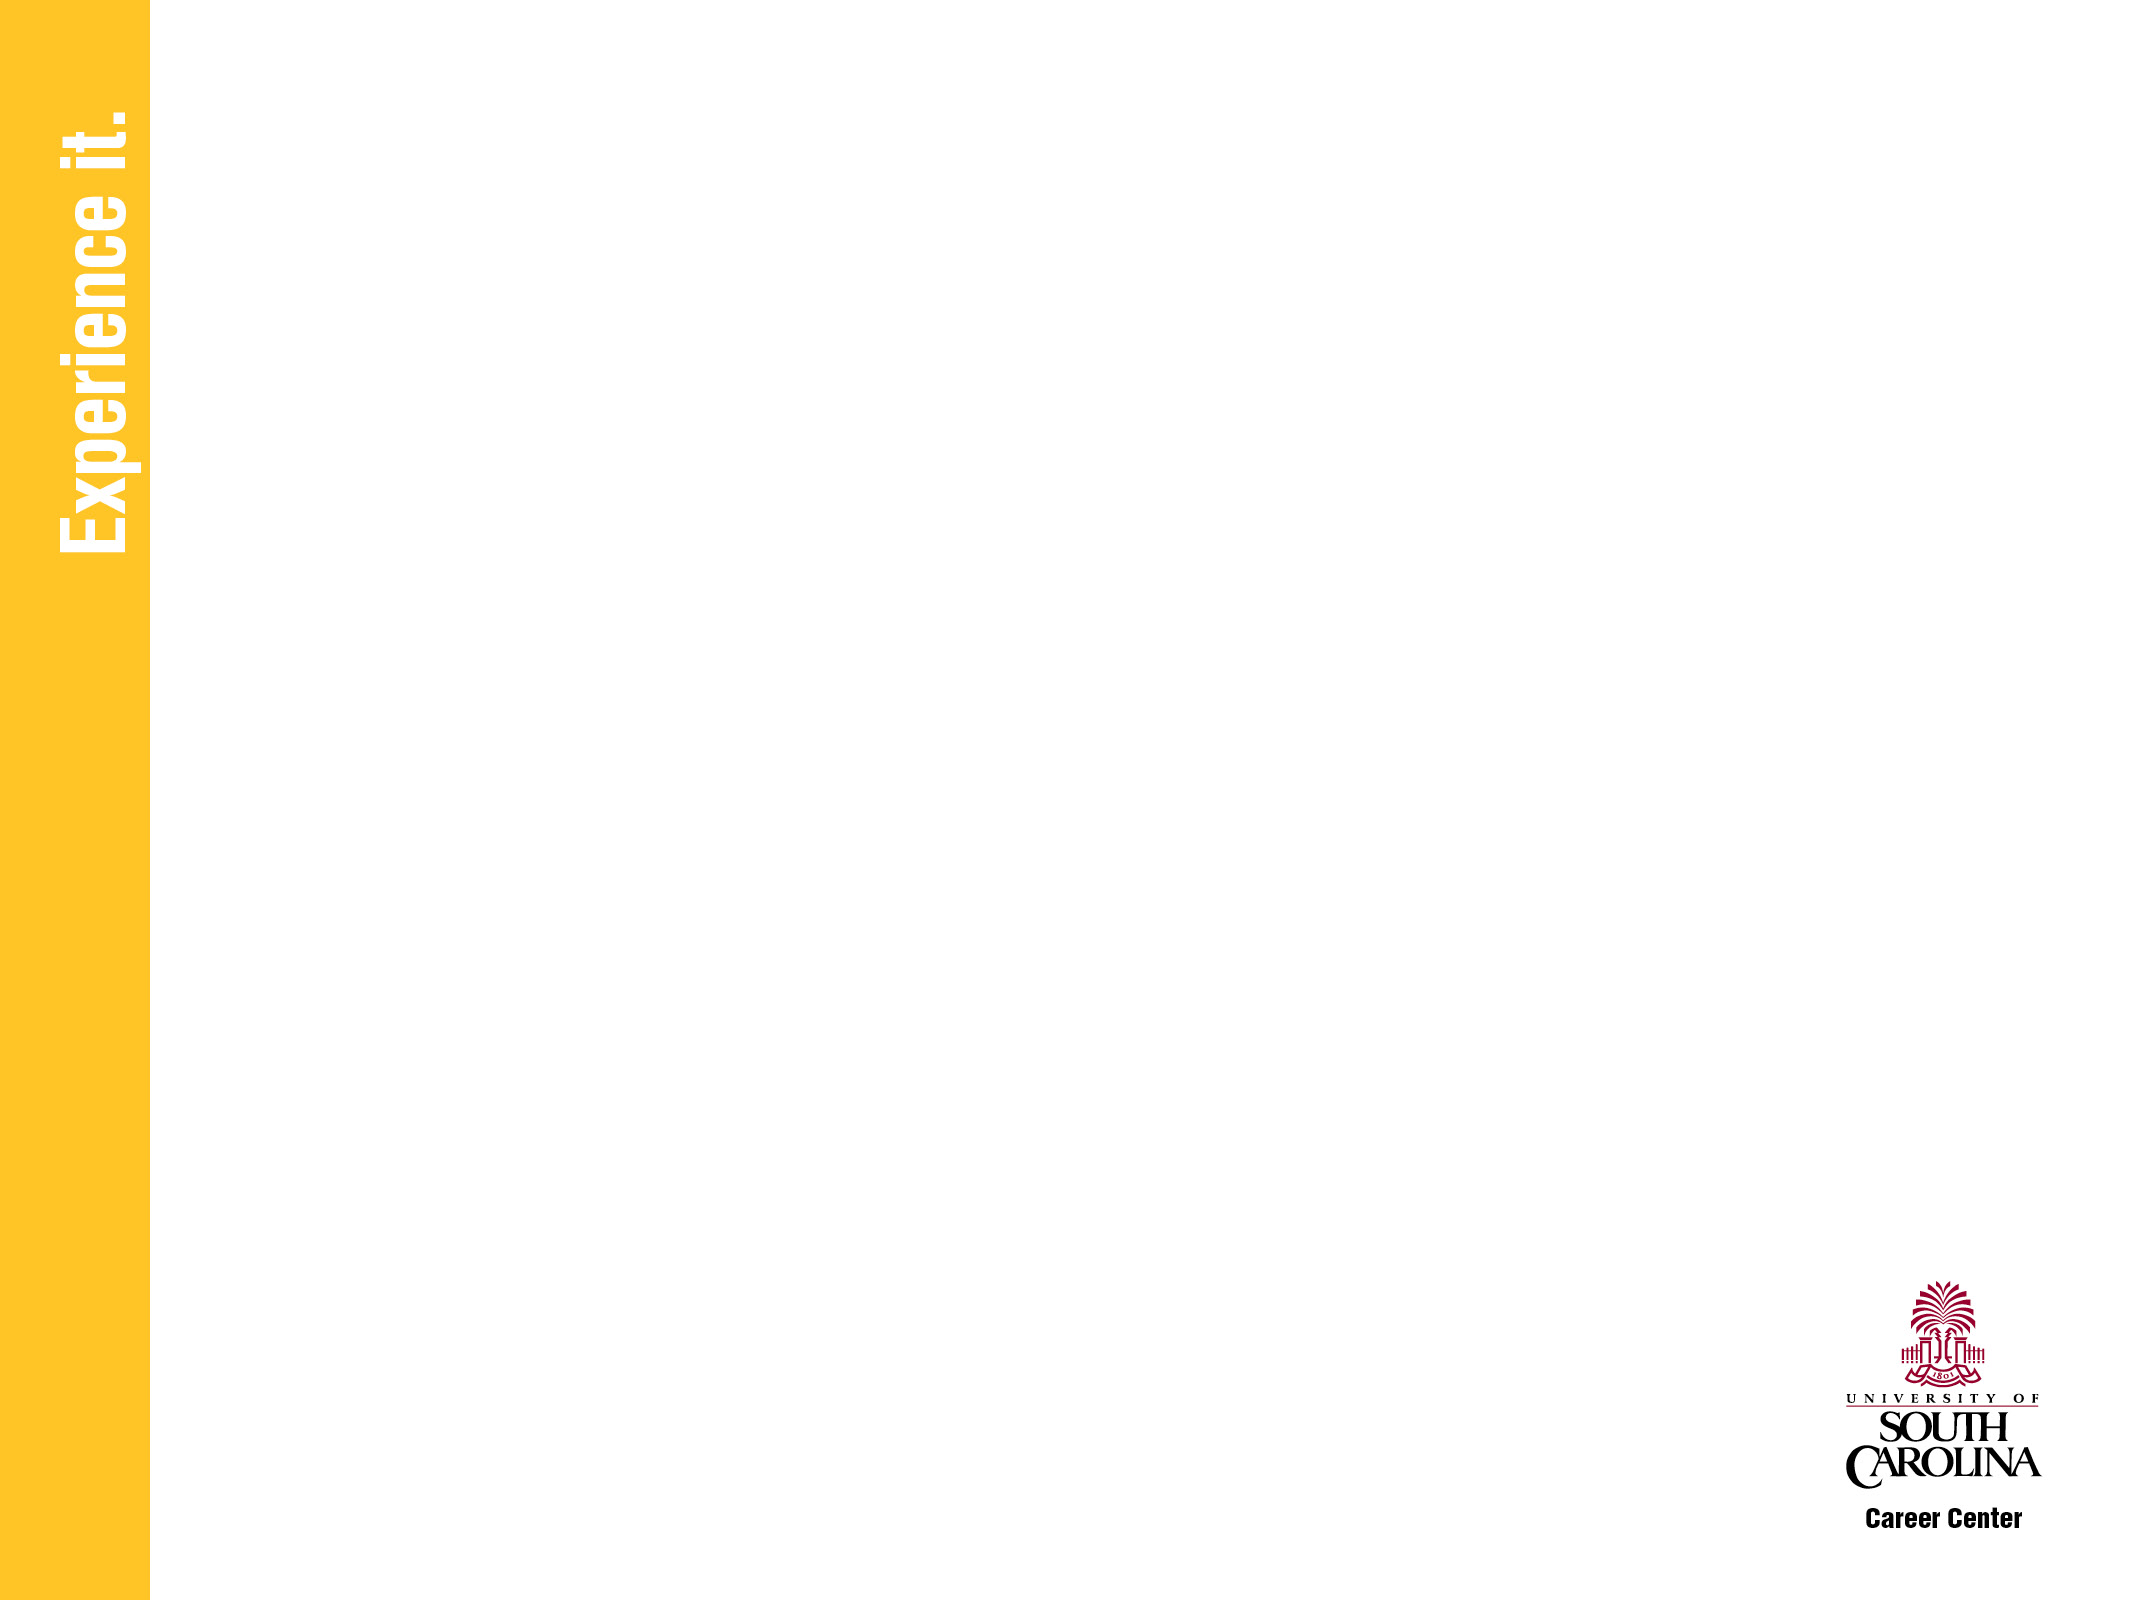 Experience it.
1801
UNIVERSITY OF
SOUTH
CAROLINA
Career Center